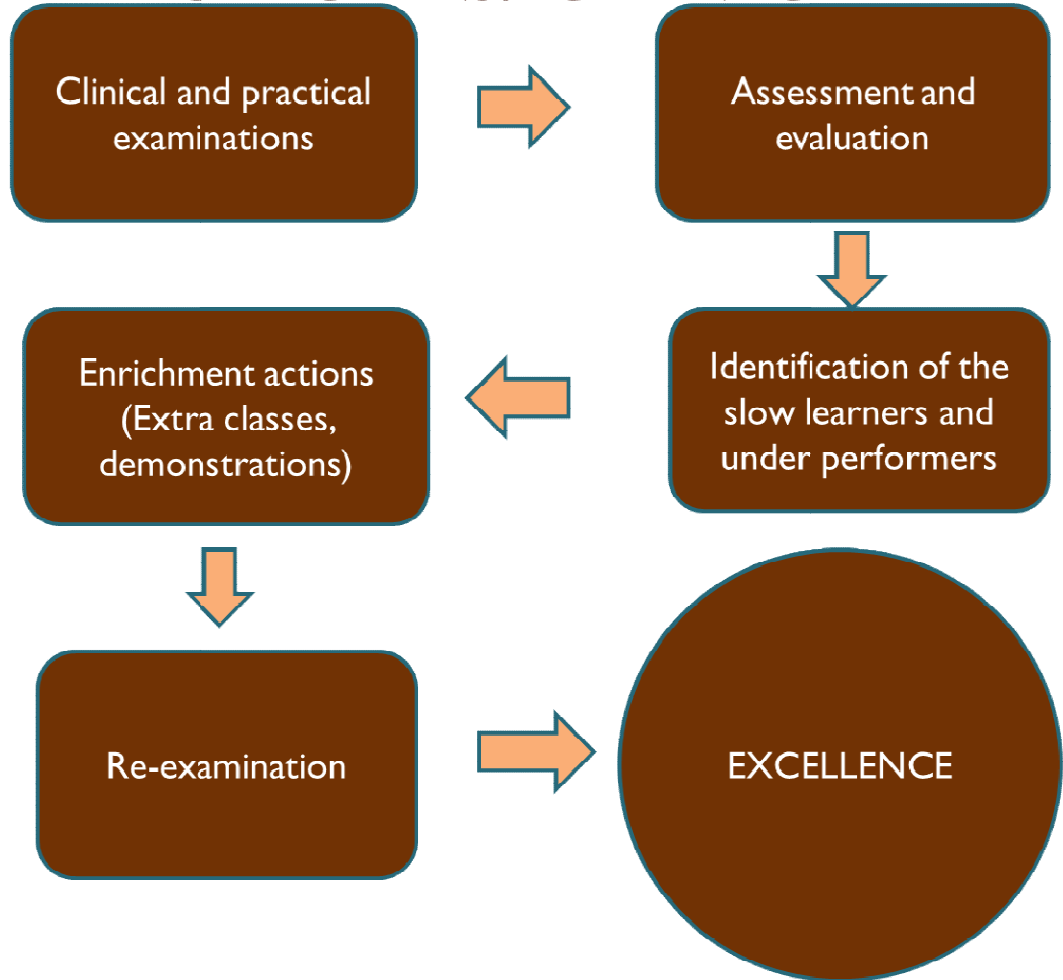 Clinical and practical
examinations
Assessment and
evaluation
Identification of the
slow learners and
under performers
Enrichment actions
(Extra classes,
demonstrations)
Re-examination
EXCELLENCE